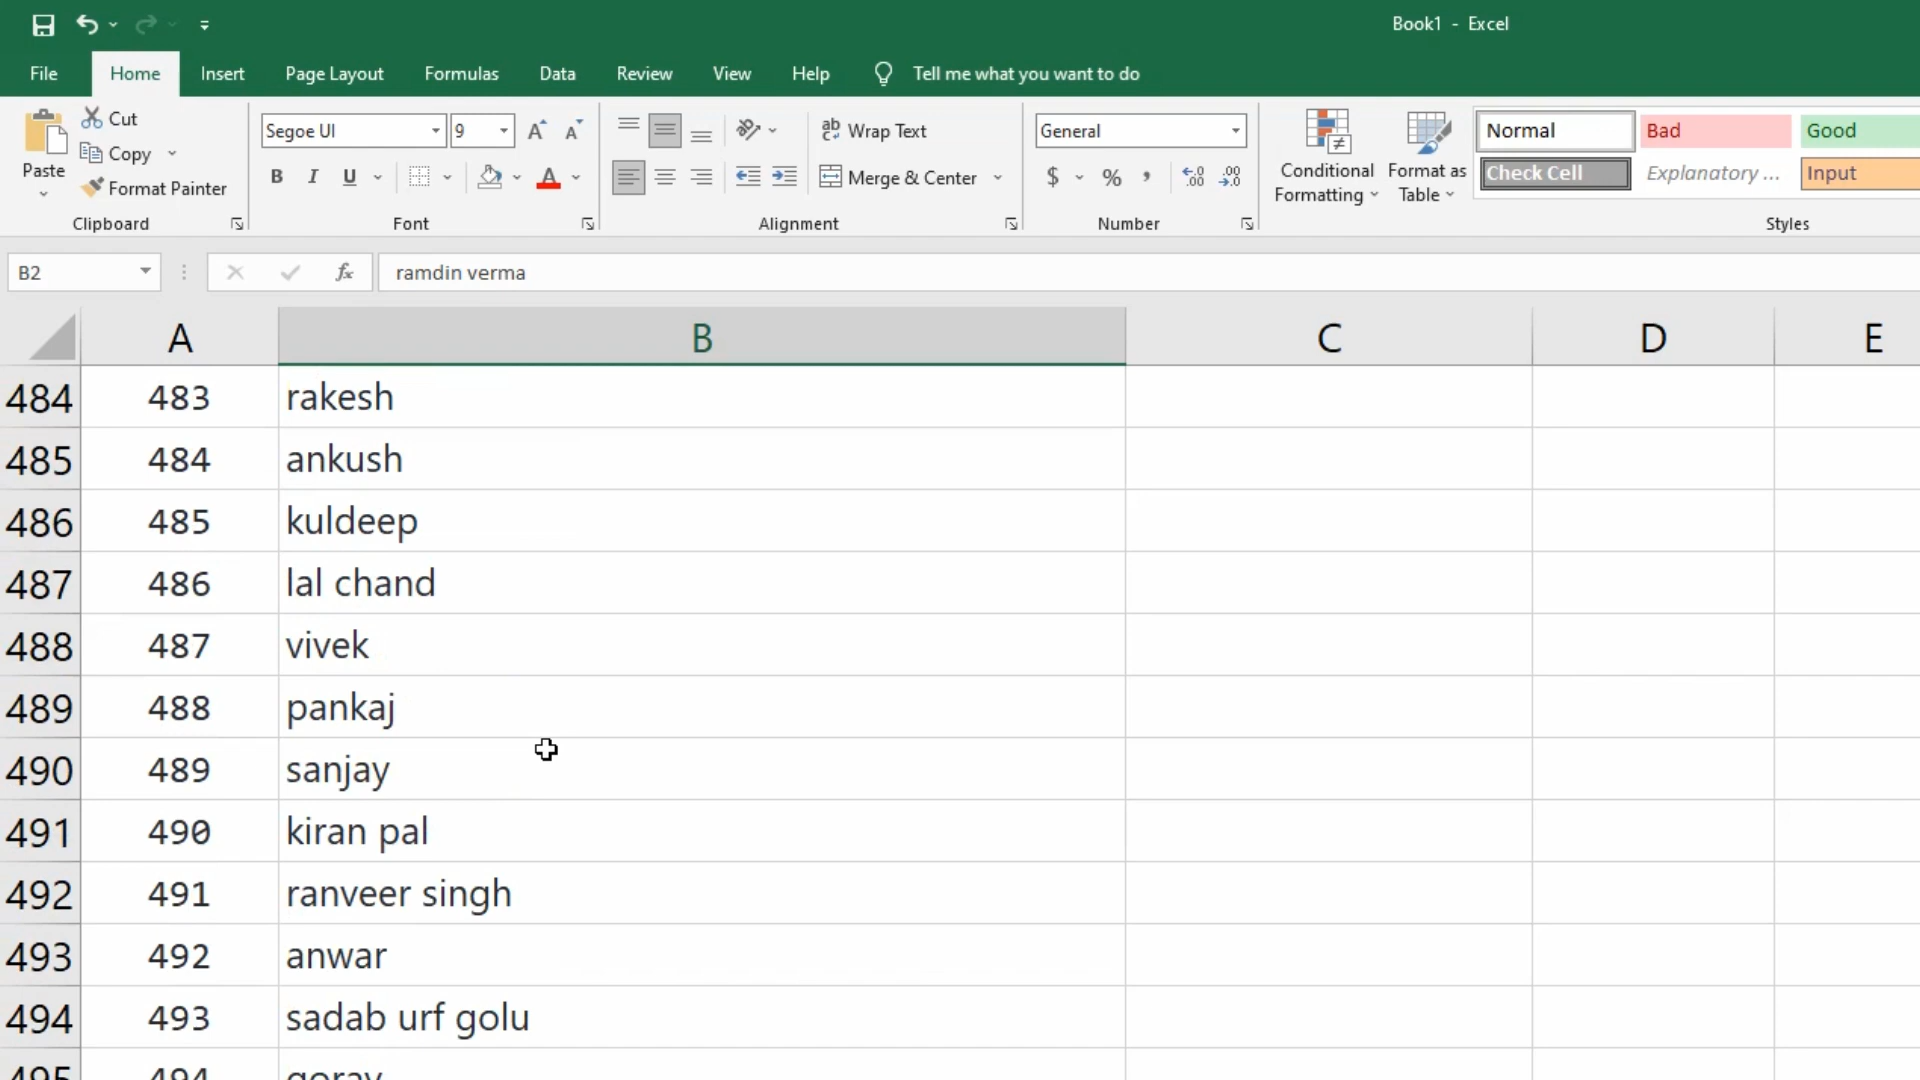 Book1 - Excel
File Home Insert Page Layout Formulas Data Review View Help Tell me what you want to do
Paste
Cut
Copy
Format Painter
Clipboard
Segoe UI 9
B I U A
Font
ab Wrap Text
Merge & Center
Alignment
General
$ % ,
Number
Conditional Formatting
Format as Table
Normal Bad Good
Check Cell Explanatory ... Input
Styles
B2 fx ramdin verma
A B C D E
484 483 rakesh
485 484 ankush
486 485 kuldeep
487 486 lal chand
488 487 vivek
489 488 pankaj
490 489 sanjay
491 490 kiran pal
492 491 ranveer singh
493 492 anwar
494 493 sadab urf golu
495 494